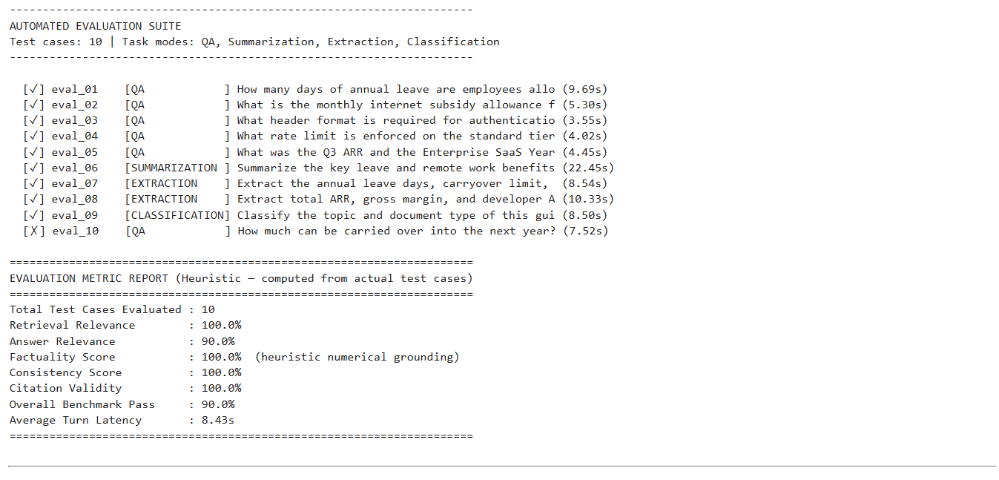 ----------------------------------------------------------------------
AUTOMATED EVALUATION SUITE
Test cases: 10 | Task modes: QA, Summarization, Extraction, Classification
----------------------------------------------------------------------
[✓] eval_01    [QA            ] How many days of annual leave are employees allo (9.69s)
[✓] eval_02    [QA            ] What is the monthly internet subsidy allowance f (5.30s)
[✓] eval_03    [QA            ] What header format is required for authenticatio (3.55s)
[✓] eval_04    [QA            ] What rate limit is enforced on the standard tier (4.02s)
[✓] eval_05    [QA            ] What was the Q3 ARR and the Enterprise SaaS Year (4.45s)
[✓] eval_06    [SUMMARIZATION ] Summarize the key leave and remote work benefits (22.45s)
[✓] eval_07    [EXTRACTION    ] Extract the annual leave days, carryover limit,  (8.54s)
[✓] eval_08    [EXTRACTION    ] Extract total ARR, gross margin, and developer A (10.33s)
[✓] eval_09    [CLASSIFICATION] Classify the topic and document type of this gui (8.50s)
[✗] eval_10    [QA            ] How much can be carried over into the next year? (7.52s)
======================================================================
EVALUATION METRIC REPORT (Heuristic — computed from actual test cases)
======================================================================
Total Test Cases Evaluated : 10
Retrieval Relevance        : 100.0%
Answer Relevance           : 90.0%
Factuality Score           : 100.0%  (heuristic numerical grounding)
Consistency Score          : 100.0%
Citation Validity          : 100.0%
Overall Benchmark Pass     : 90.0%
Average Turn Latency       : 8.43s
======================================================================